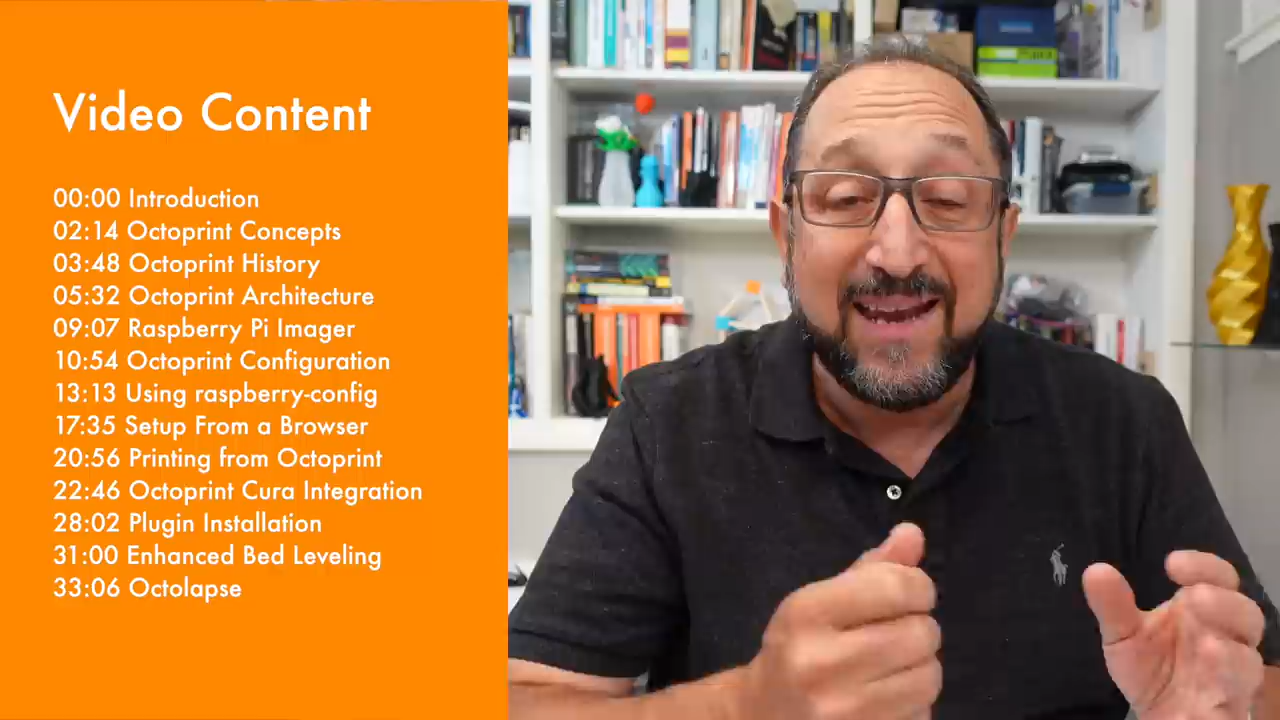 Video Content
00:00 Introduction
02:14 Octoprint Concepts
03:48 Octoprint History
05:32 Octoprint Architecture
09:07 Raspberry Pi Imager
10:54 Octoprint Configuration
13:13 Using raspberry-config
17:35 Setup From a Browser
20:56 Printing from Octoprint
22:46 Octoprint Cura Integration
28:02 Plugin Installation
31:00 Enhanced Bed Leveling
33:06 Octolapse